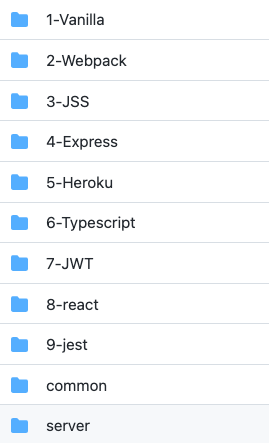 1-Vanilla
2-Webpack
3-JSS
4-Express
5-Heroku
6-Typescript
7-JWT
8-react
9-jest
common
server